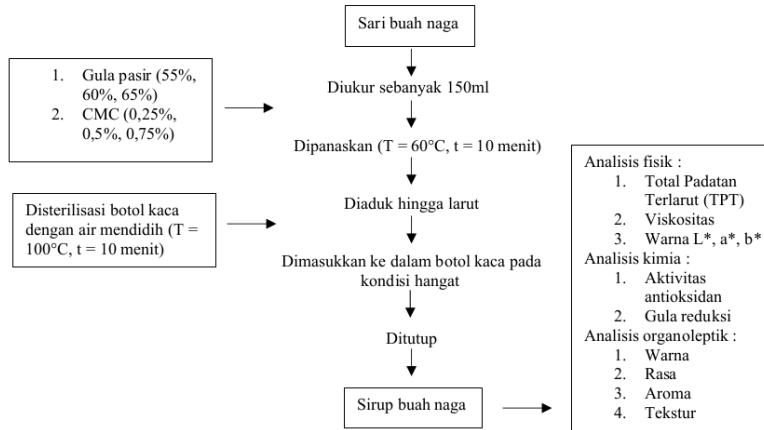 Sari buah naga
1. Gula pasir (55%,
60%, 65%)
2. CMC (0,25%,
0,5%, 0,75%)
Diukur sebanyak 150ml
Dipanaskan (T = 60°C, t = 10 menit)
Disterilisasi botol kaca
dengan air mendidih (T =
100°C, t = 10 menit)
Diaduk hingga larut
Dimasukkan ke dalam botol kaca pada
kondisi hangat
Ditutup
Sirup buah naga
Analisis fisik :
1. Total Padatan
Terlarut (TPT)
2. Viskositas
3. Warna L*, a*, b*
Analisis kimia :
1. Aktivitas
antioksidan
2. Gula reduksi
Analisis organoleptik :
1. Warna
2. Rasa
3. Aroma
4. Tekstur